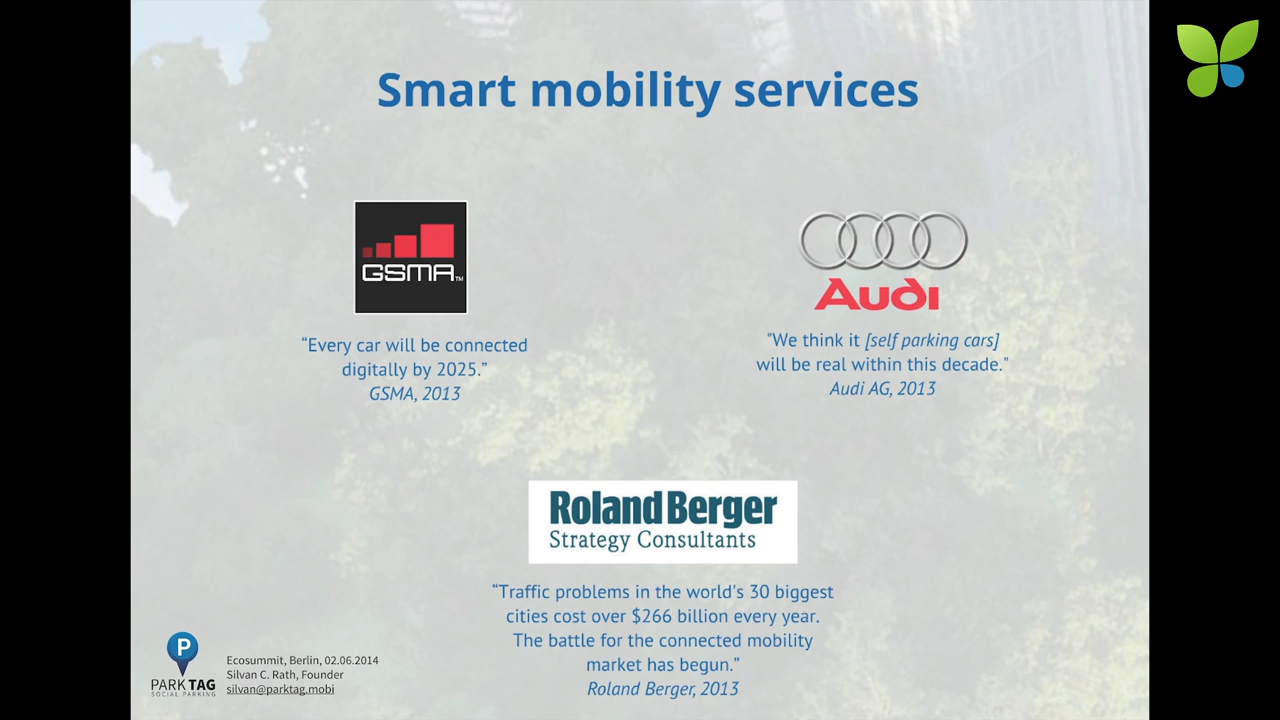 Smart mobility services
GSMA™
“Every car will be connected
digitally by 2025.”
GSMA, 2013
Audi
"We think it [self parking cars]
will be real within this decade."
Audi AG, 2013
Roland Berger
Strategy Consultants
“Traffic problems in the world's 30 biggest
cities cost over $266 billion every year.
The battle for the connected mobility
market has begun.”
Roland Berger, 2013
P
PARK TAG
SOCIAL PARKING
Ecosummit, Berlin, 02.06.2014
Silvan C. Rath, Founder
silvan@parktag.mobi